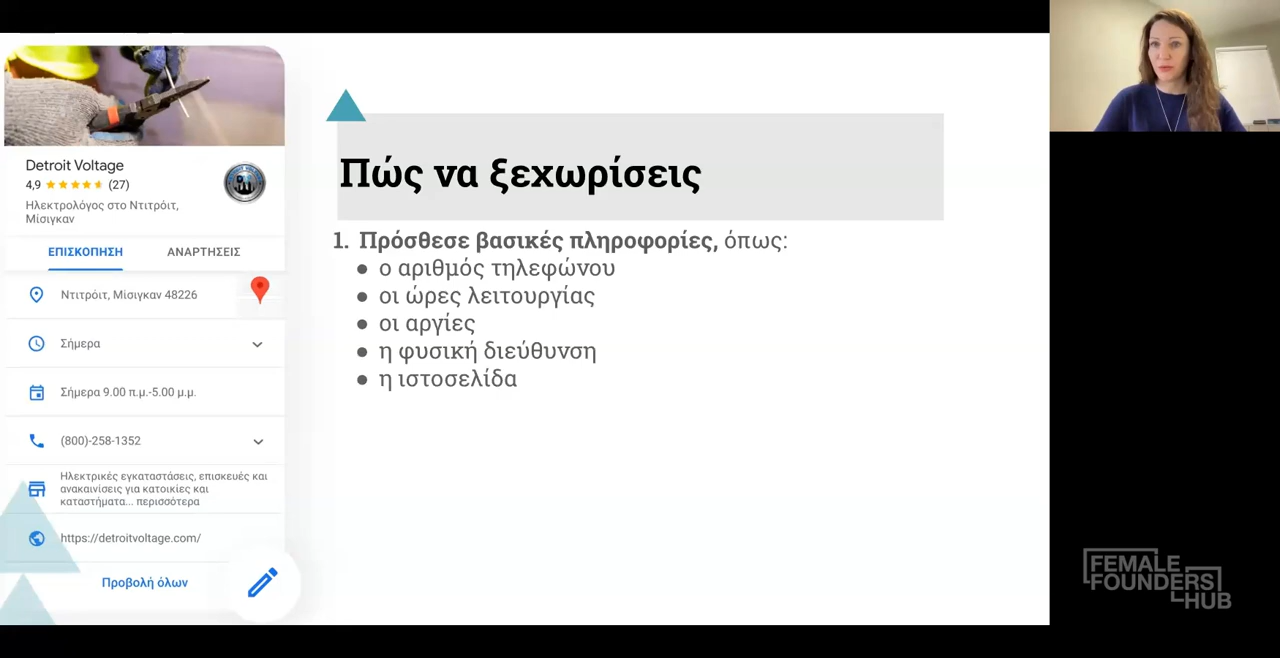 Detroit Voltage
4,9 (27)
Ηλεκτρολόγος στο Ντιτρόιτ,
Μίσιγκαν
ΕΠΙΣΚΟΠΗΣΗ ΑΝΑΡΤΗΣΕΙΣ
Ντιτρόιτ, Μίσιγκαν 48226
Σήμερα
Σήμερα 9.00 π.μ.-5.00 μ.μ.
(800)-258-1352
Ηλεκτρικές εγκαταστάσεις, επισκευές και
ανακαινίσεις για κατοικίες και
καταστήματα... περισσότερα
https://detroitvoltage.com/
Προβολή όλων
Πώς να ξεχωρίσεις
1. Πρόσθεσε βασικές πληροφορίες, όπως:
● ο αριθμός τηλεφώνου
● οι ώρες λειτουργίας
● οι αργίες
● η φυσική διεύθυνση
● η ιστοσελίδα
FEMALE
FOUNDERS
HUB